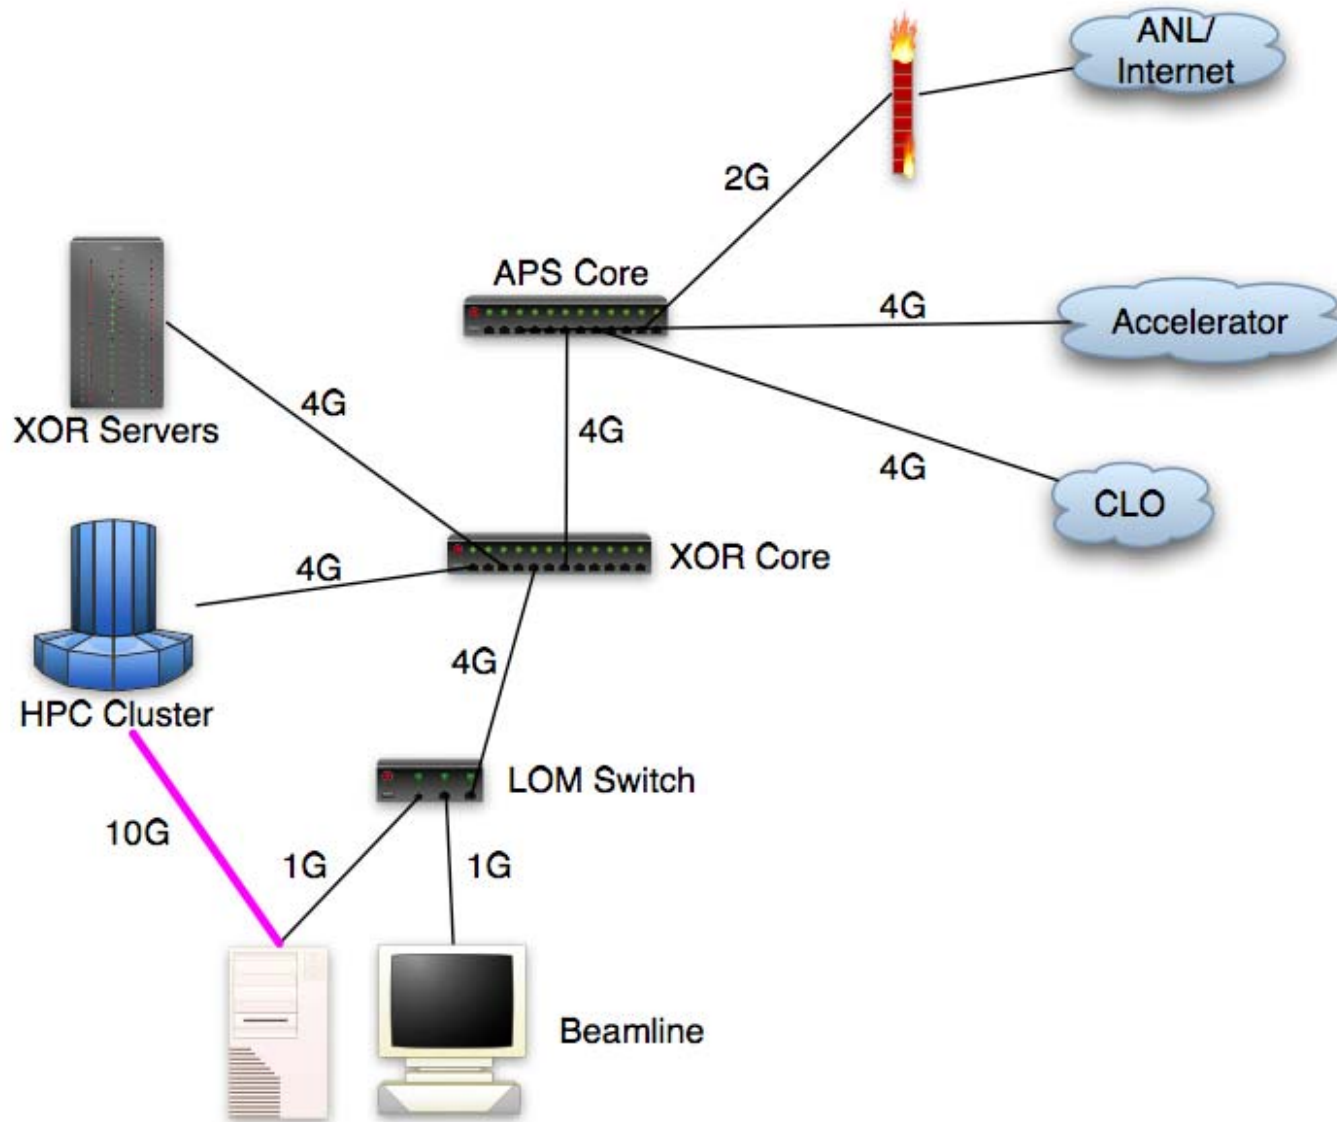 ANL/
Internet
2G
APS Core
4G
Accelerator
4G
XOR Servers
4G
4G
CLO
4G
XOR Core
4G
HPC Cluster
LOM Switch
10G
1G
1G
Beamline